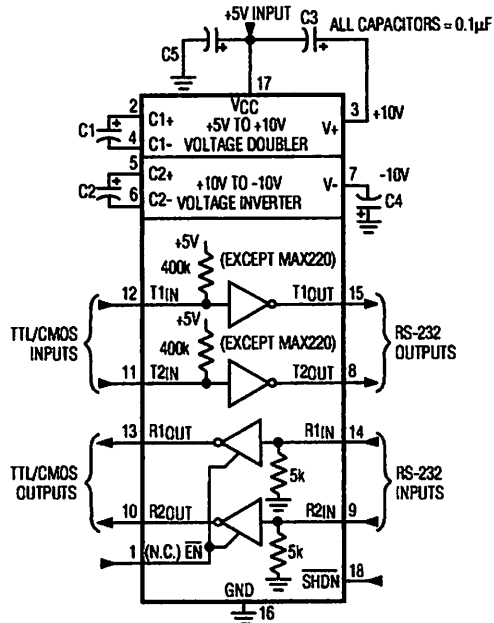 +5V INPUT
C3
ALL CAPACITORS = 0.1µF
C5
17
VCC
2
C1+
+5V TO +10V
VOLTAGE DOUBLER
3
V+
+10V
C1
4
C1-
5
C2+
+10V TO -10V
VOLTAGE INVERTER
7
V-
-10V
C2
6
C2-
C4
+5V
400k
(EXCEPT MAX220)
12
T1IN
T1OUT
15
TTL/CMOS
INPUTS
+5V
400k
(EXCEPT MAX220)
RS-232
OUTPUTS
11
T2IN
T2OUT
8
13
R1OUT
R1IN
14
TTL/CMOS
OUTPUTS
5k
RS-232
INPUTS
10
R2OUT
R2IN
9
1
(N.C.) EN
5k
SHDN
18
GND
16